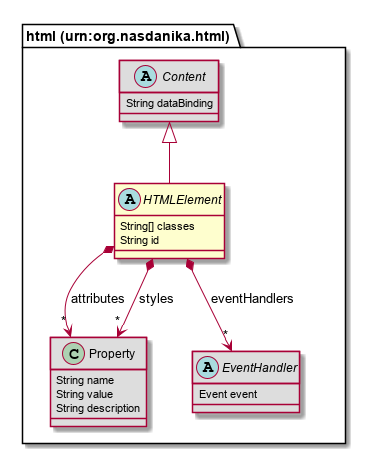 html (urn:org.nasdanika.html)
A Content
String dataBinding
A HTMLElement
String[] classes
String id
attributes styles eventHandlers
* * *
C Property
String name
String value
String description
A EventHandler
Event event